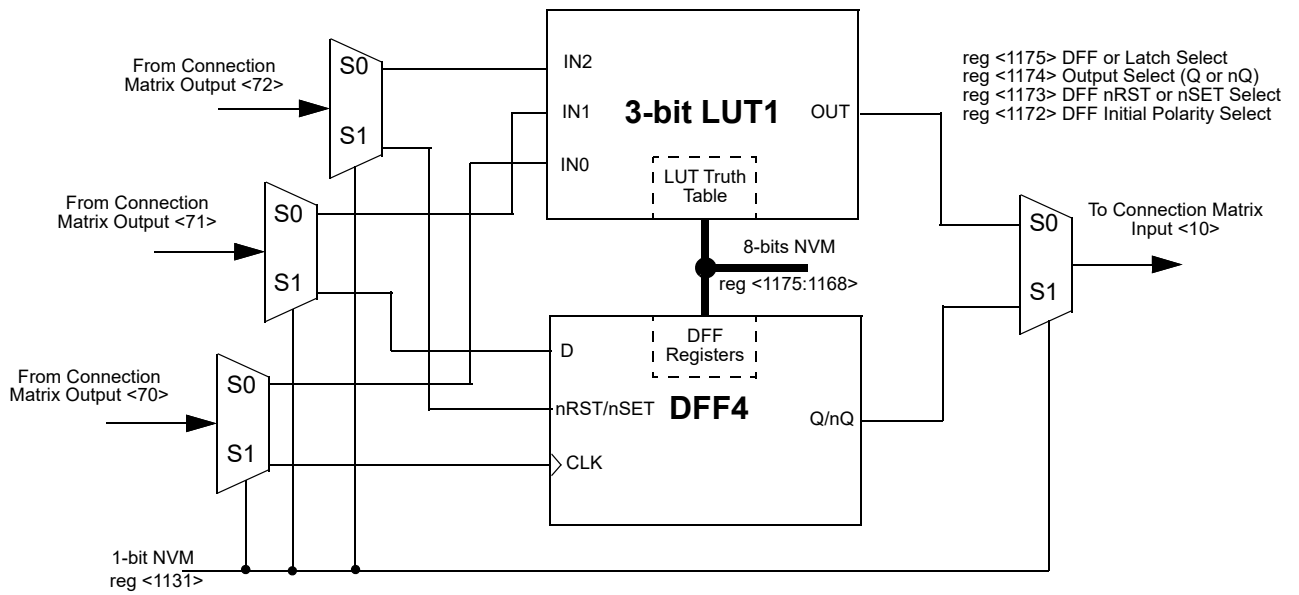 From Connection
Matrix Output <72>
S0
S1
IN2
IN1
IN0
3-bit LUT1
OUT
LUT Truth
Table
reg <1175> DFF or Latch Select
reg <1174> Output Select (Q or nQ)
reg <1173> DFF nRST or nSET Select
reg <1172> DFF Initial Polarity Select
From Connection
Matrix Output <71>
S0
S1
8-bits NVM
reg <1175:1168>
S0
S1
To Connection Matrix
Input <10>
From Connection
Matrix Output <70>
S0
S1
D
nRST/nSET
CLK
DFF
Registers
DFF4
Q/nQ
1-bit NVM
reg <1131>